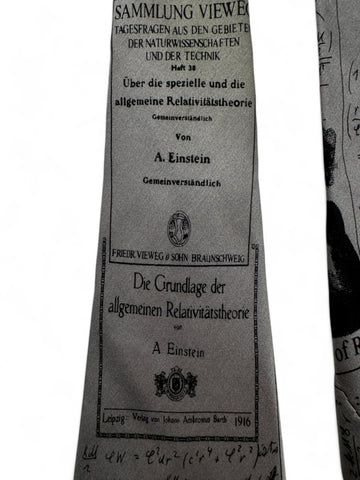 SAMMLUNG VIEWEG
TAGESFRAGEN AUS DEN GEBIETEN
DER NATURWISSENSCHAFTEN
UND DER TECHNIK
Heft 38
Über die spezielle und die
allgemeine Relativitätstheorie
Gemeinverständlich
Von
A. Einstein
Gemeinverständlich
FRIEDR. VIEWEG & SOHN BRAUNSCHWEIG
Die Grundlage der
allgemeinen Relativitätstheorie
von
A Einstein
Leipzig · Verlag von Johann Ambrosius Barth 1916
of R